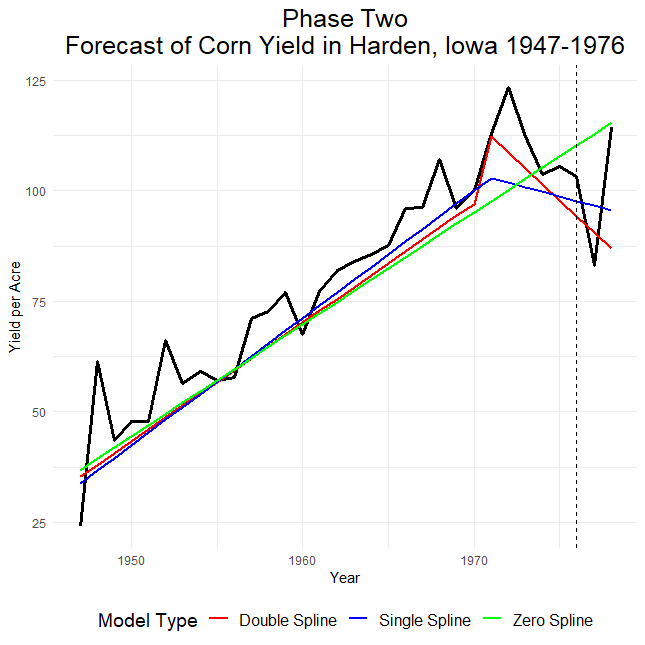 Phase Two
Forecast of Corn Yield in Harden, Iowa 1947-1976
125
100
75
50
25
Yield per Acre
1950 1960 1970
Year
Model Type Double Spline Single Spline Zero Spline